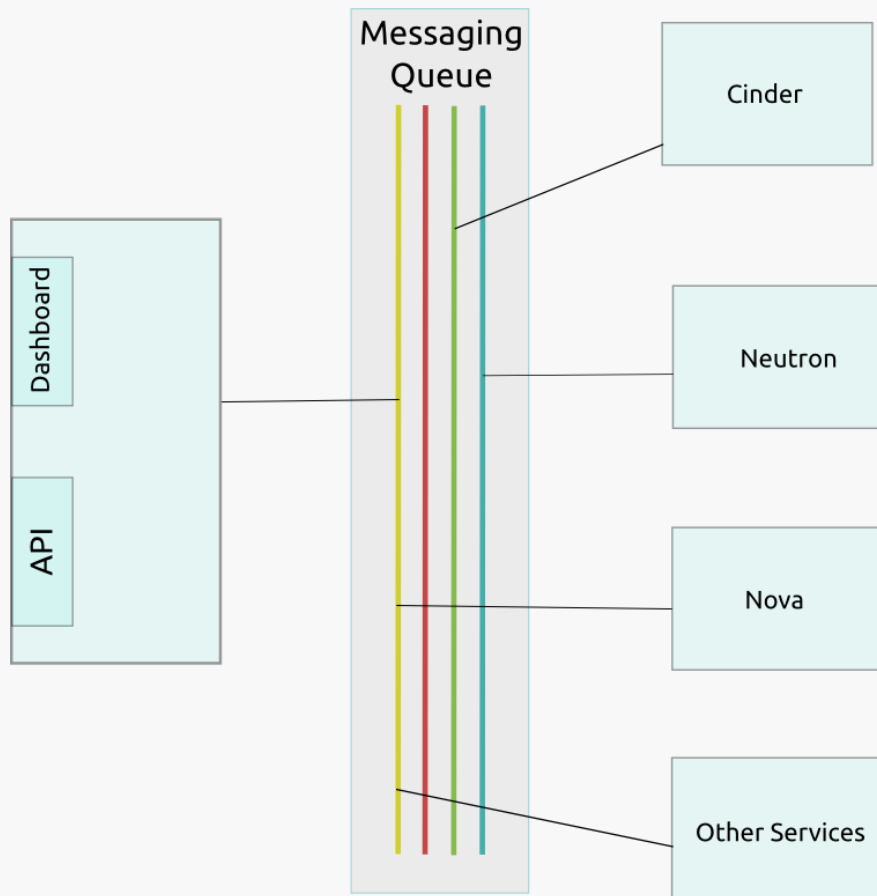 Messaging
Queue
Cinder
Dashboard
Neutron
API
Nova
Other Services